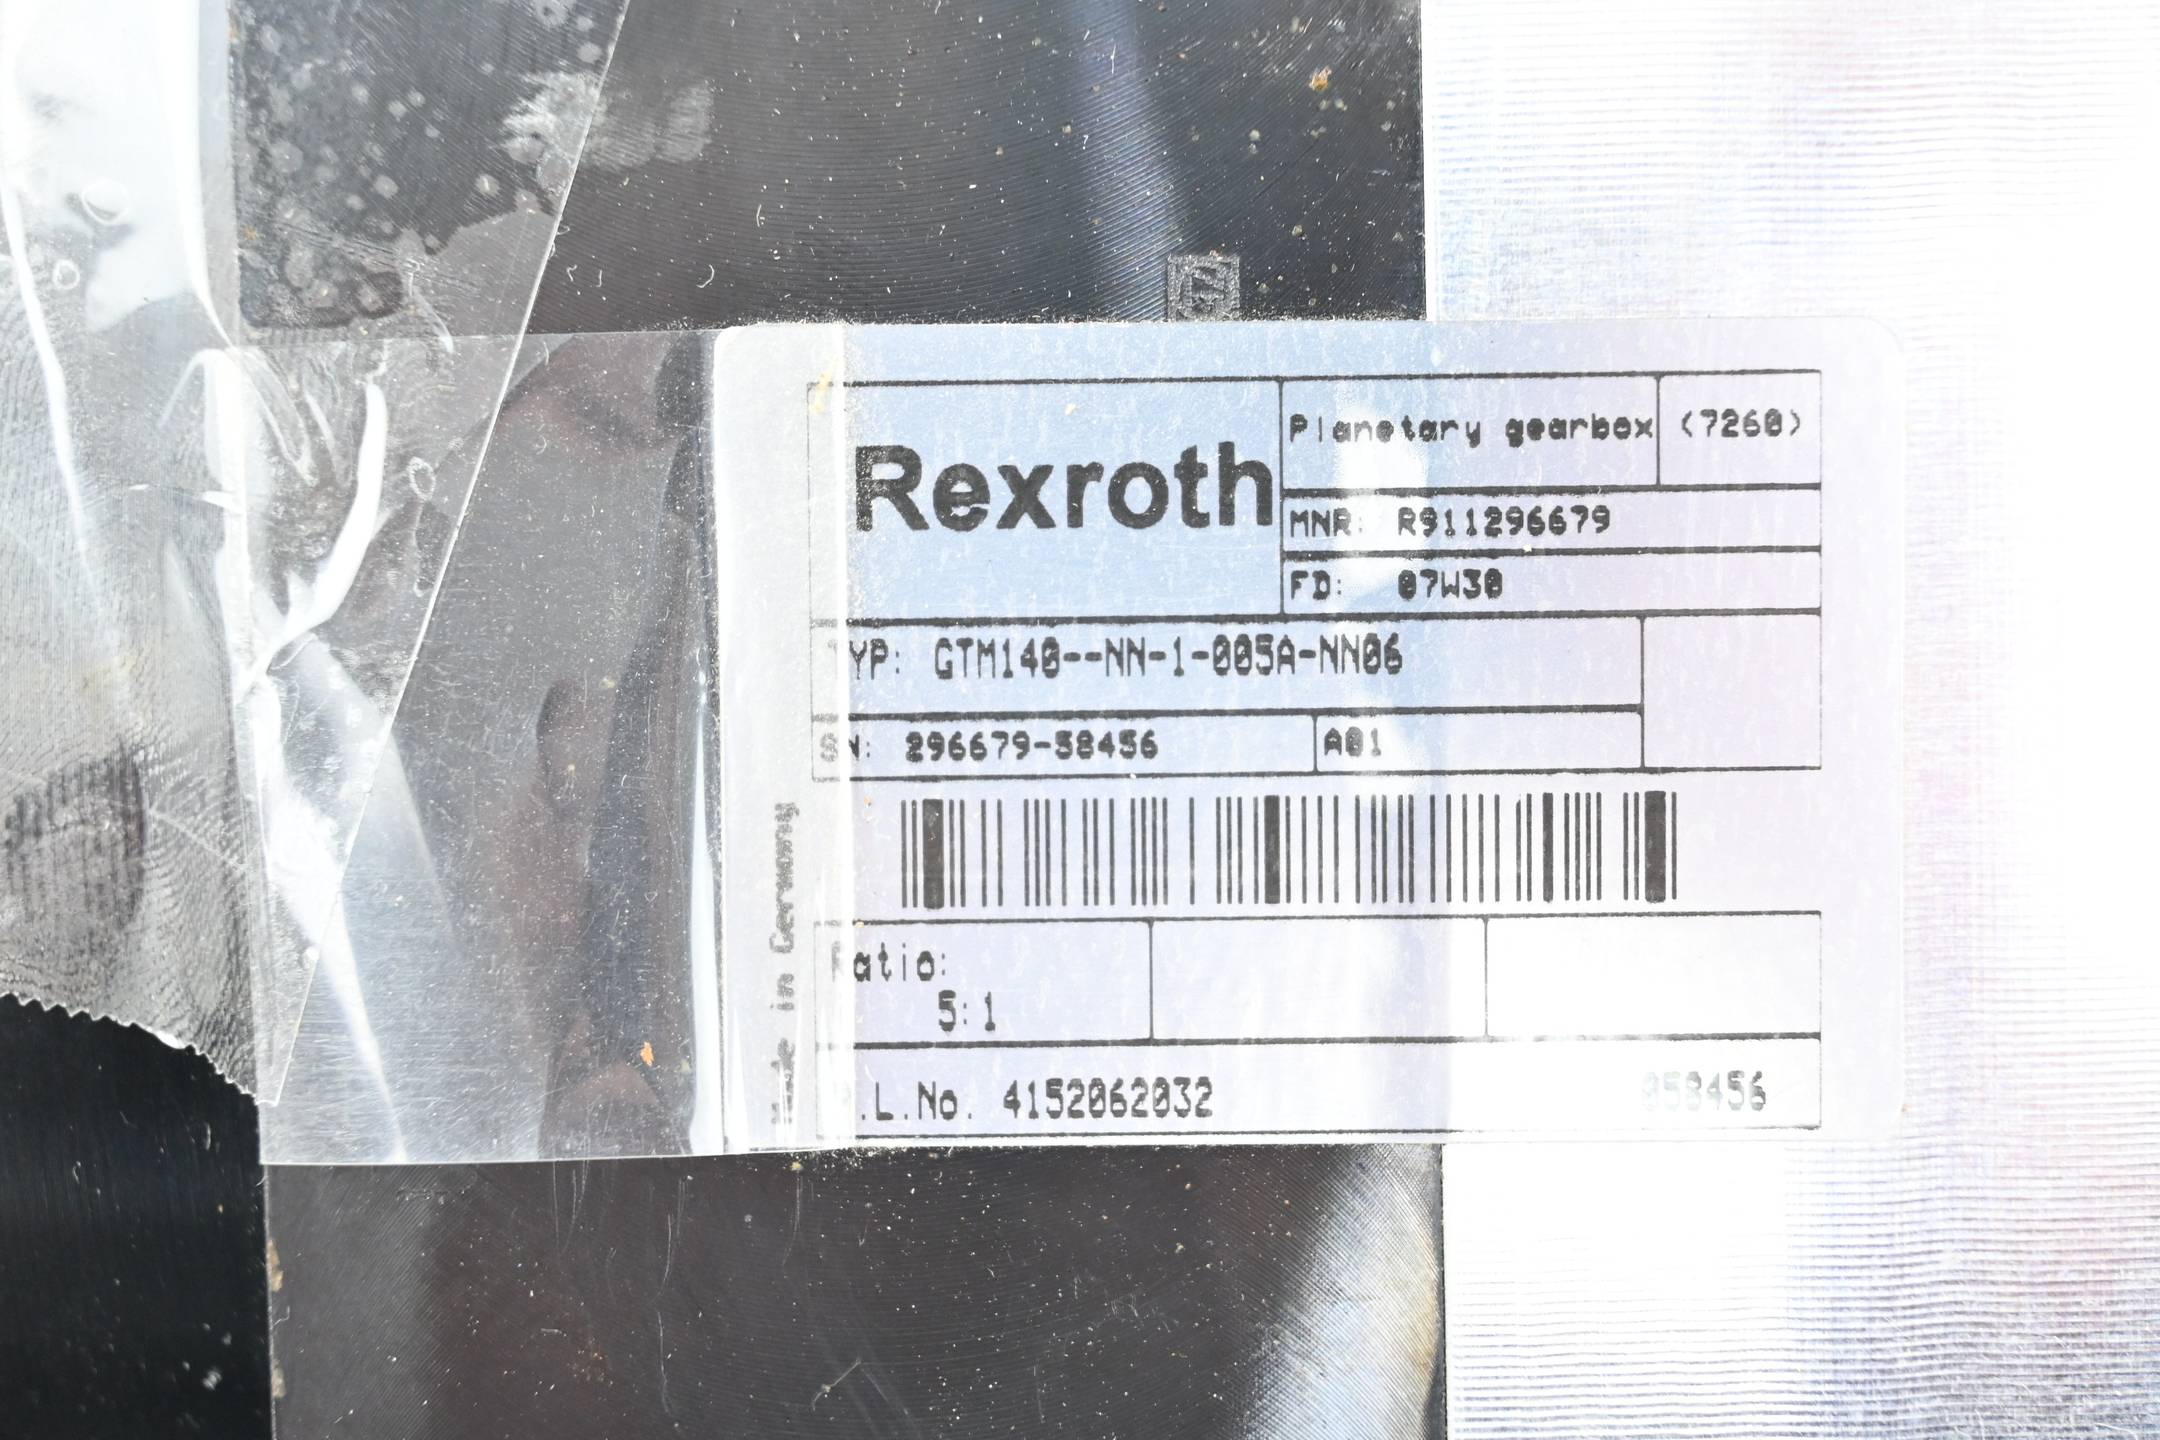 Rexroth
Planetary gearbox (7260)
MNR: R911296679
FD: 07W30
TYP: GTM140--NN-1-005A-NN06
SN: 296679-58456 A01
Made in Germany
Ratio:
5:1
.L.No. 4152062032 058456